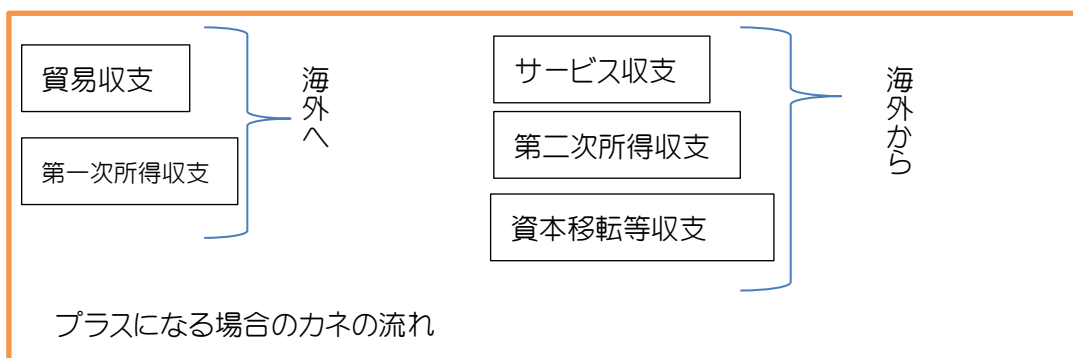 貿易収支
第一次所得収支
海外へ
サービス収支
第二次所得収支
資本移転等収支
海外から
プラスになる場合のカネの流れ